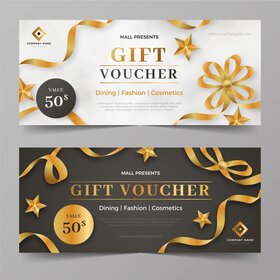 COMPANY NAME
MALL PRESENTS
GIFT
VOUCHER
Dining | Fashion | Cosmetics
VALUE
50$
COMPANY NAME
MALL PRESENTS
GIFT VOUCHER
Dining | Fashion | Cosmetics
VALUE
50$